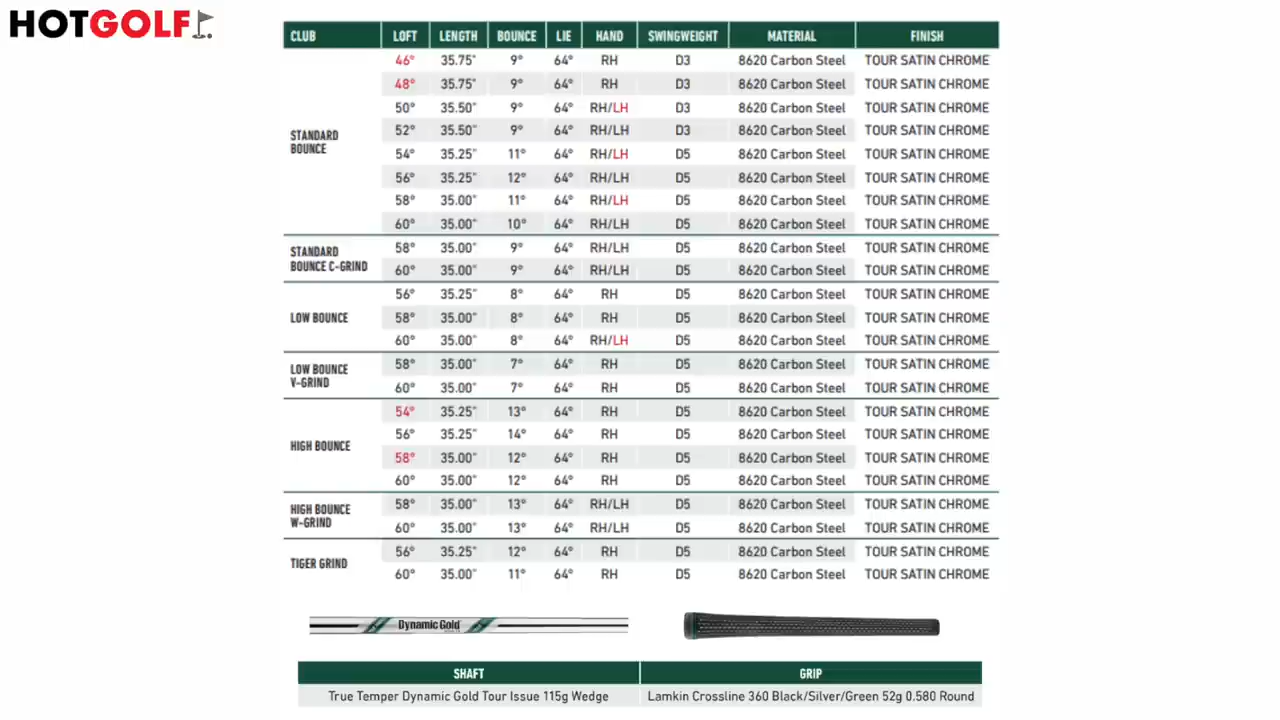 HOTGOLF
CLUB LOFT LENGTH BOUNCE LIE HAND SWINGWEIGHT MATERIAL FINISH
STANDARD BOUNCE
46° 35.75" 9° 64° RH D3 8620 Carbon Steel TOUR SATIN CHROME
48° 35.75" 9° 64° RH D3 8620 Carbon Steel TOUR SATIN CHROME
50° 35.50" 9° 64° RH/LH D3 8620 Carbon Steel TOUR SATIN CHROME
52° 35.50" 9° 64° RH/LH D3 8620 Carbon Steel TOUR SATIN CHROME
54° 35.25" 11° 64° RH/LH D5 8620 Carbon Steel TOUR SATIN CHROME
56° 35.25" 12° 64° RH/LH D5 8620 Carbon Steel TOUR SATIN CHROME
58° 35.00" 11° 64° RH/LH D5 8620 Carbon Steel TOUR SATIN CHROME
60° 35.00" 10° 64° RH/LH D5 8620 Carbon Steel TOUR SATIN CHROME
STANDARD
BOUNCE C-GRIND
58° 35.00" 9° 64° RH/LH D5 8620 Carbon Steel TOUR SATIN CHROME
60° 35.00" 9° 64° RH/LH D5 8620 Carbon Steel TOUR SATIN CHROME
LOW BOUNCE
56° 35.25" 8° 64° RH D5 8620 Carbon Steel TOUR SATIN CHROME
58° 35.00" 8° 64° RH D5 8620 Carbon Steel TOUR SATIN CHROME
60° 35.00" 8° 64° RH/LH D5 8620 Carbon Steel TOUR SATIN CHROME
LOW BOUNCE
V-GRIND
58° 35.00" 7° 64° RH D5 8620 Carbon Steel TOUR SATIN CHROME
60° 35.00" 7° 64° RH D5 8620 Carbon Steel TOUR SATIN CHROME
HIGH BOUNCE
54° 35.25" 13° 64° RH D5 8620 Carbon Steel TOUR SATIN CHROME
56° 35.25" 14° 64° RH D5 8620 Carbon Steel TOUR SATIN CHROME
58° 35.00" 12° 64° RH D5 8620 Carbon Steel TOUR SATIN CHROME
60° 35.00" 12° 64° RH D5 8620 Carbon Steel TOUR SATIN CHROME
HIGH BOUNCE
W-GRIND
58° 35.00" 13° 64° RH/LH D5 8620 Carbon Steel TOUR SATIN CHROME
60° 35.00" 13° 64° RH/LH D5 8620 Carbon Steel TOUR SATIN CHROME
TIGER GRIND
56° 35.25" 12° 64° RH D5 8620 Carbon Steel TOUR SATIN CHROME
60° 35.00" 11° 64° RH D5 8620 Carbon Steel TOUR SATIN CHROME
Dynamic Gold
SHAFT GRIP
True Temper Dynamic Gold Tour Issue 115g Wedge Lamkin Crossline 360 Black/Silver/Green 52g 0.580 Round